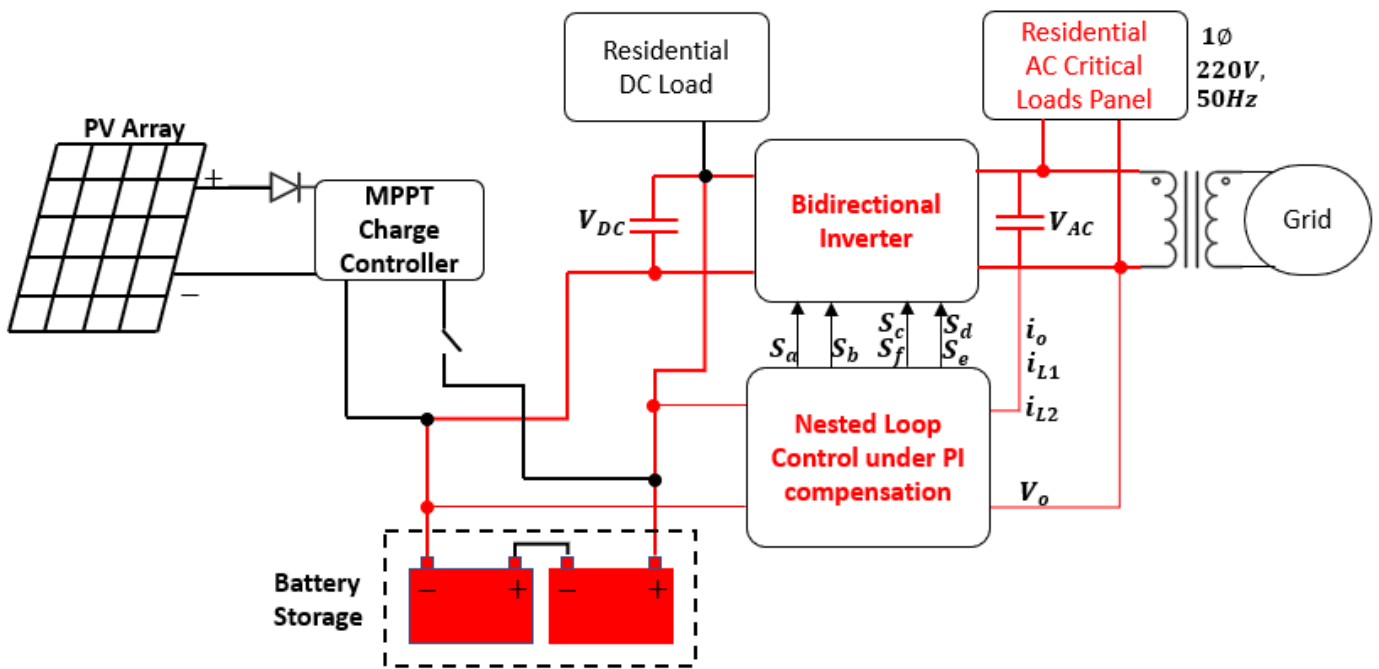 Residential
DC Load
Residential
AC Critical
Loads Panel
1∅
220V,
50Hz
PV Array
+
−
MPPT
Charge
Controller
V_DC
Bidirectional
Inverter
V_AC
Grid
S_a
S_b
S_c
S_f
S_d
S_e
i_o
i_L1
i_L2
Nested Loop
Control under PI
compensation
V_o
Battery
Storage
− + − +